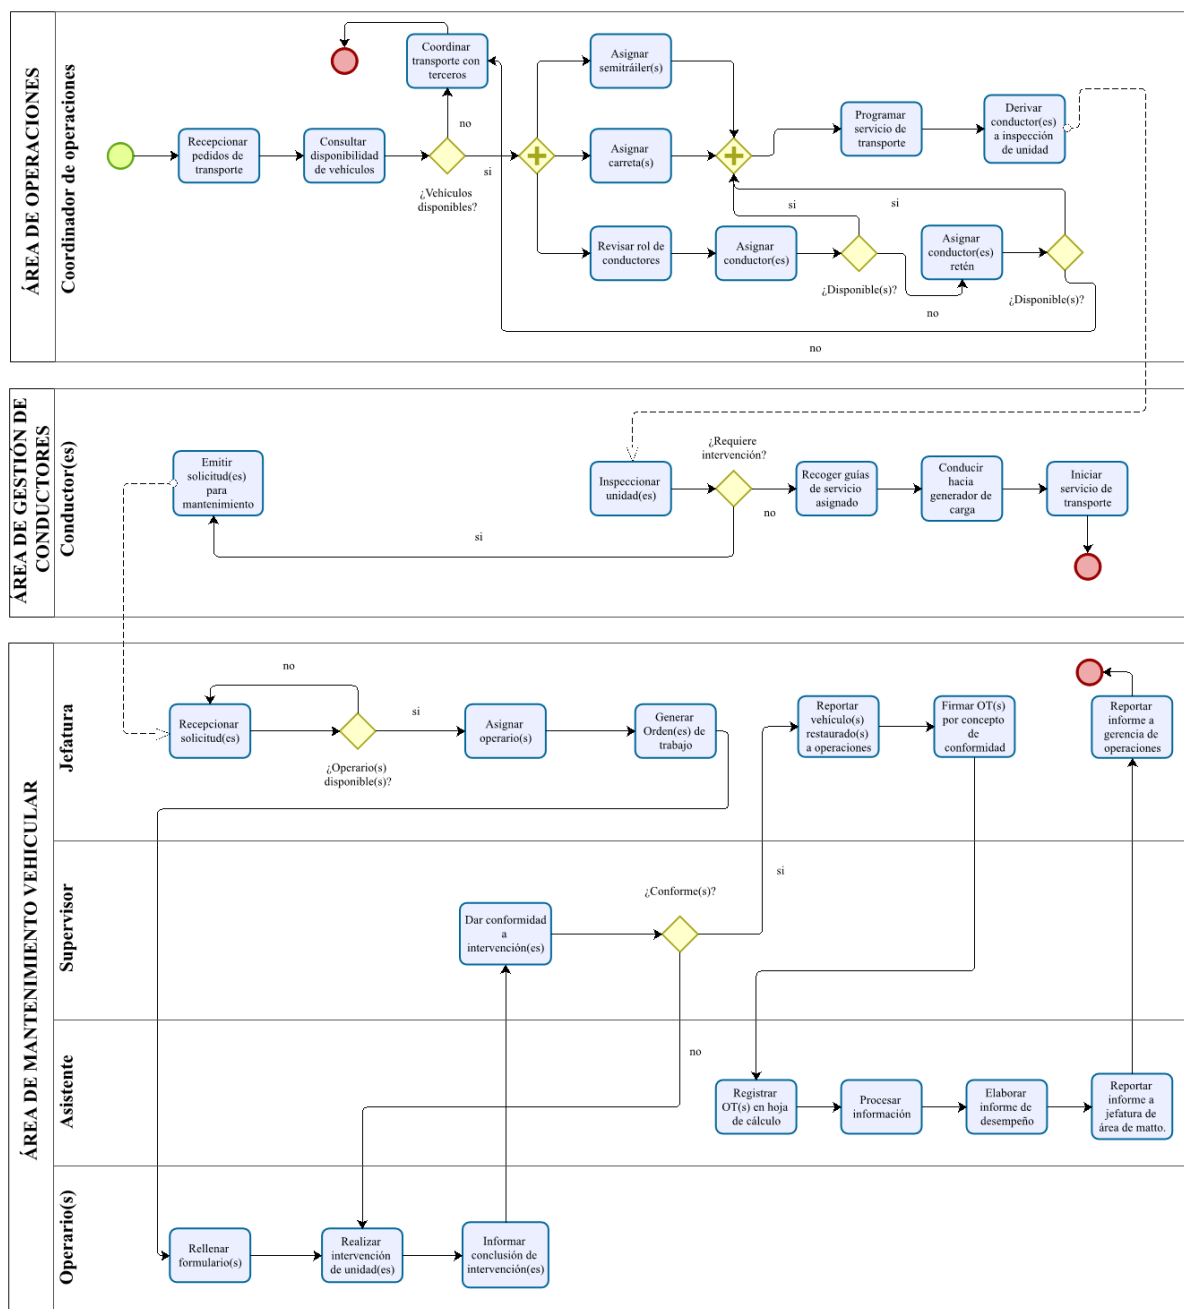 ÁREA DE OPERACIONES
Coordinador de operaciones
Coordinar
transporte con
terceros
no
Recepcionar
pedidos de
transporte
Consultar
disponibilidad
de vehículos
¿Vehículos
disponibles?
si
Asignar
semitráiler(s)
Asignar
carreta(s)
Revisar rol de
conductores
Asignar
conductor(es)
¿Disponible(s)?
si
no
Asignar
conductor(es)
retén
si
¿Disponible(s)?
no
Programar
servicio de
transporte
Derivar
conductor(es)
a inspección
de unidad
ÁREA DE GESTIÓN DE
CONDUCTORES
Conductor(es)
Emitir
solicitud(es)
para
mantenimiento
si
Inspeccionar
unidad(es)
¿Requiere
intervención?
no
Recoger guías
de servicio
asignado
Conducir
hacia
generador de
carga
Iniciar
servicio de
transporte
ÁREA DE MANTENIMIENTO VEHICULAR
Jefatura
no
Recepcionar
solicitud(es)
¿Operario(s)
disponible(s)?
si
Asignar
operario(s)
Generar
Orden(es) de
trabajo
Reportar
vehículo(s)
restaurado(s)
a operaciones
Firmar OT(s)
por concepto
de
conformidad
Reportar
informe a
gerencia de
operaciones
Supervisor
Dar conformidad
a
intervención(es)
¿Conforme(s)?
si
no
Asistente
Registrar
OT(s) en hoja
de cálculo
Procesar
información
Elaborar
informe de
desempeño
Reportar
informe a
jefatura de
área de matto.
Operario(s)
Rellenar
formulario(s)
Realizar
intervención
de unidad(es)
Informar
conclusión de
intervención(es)